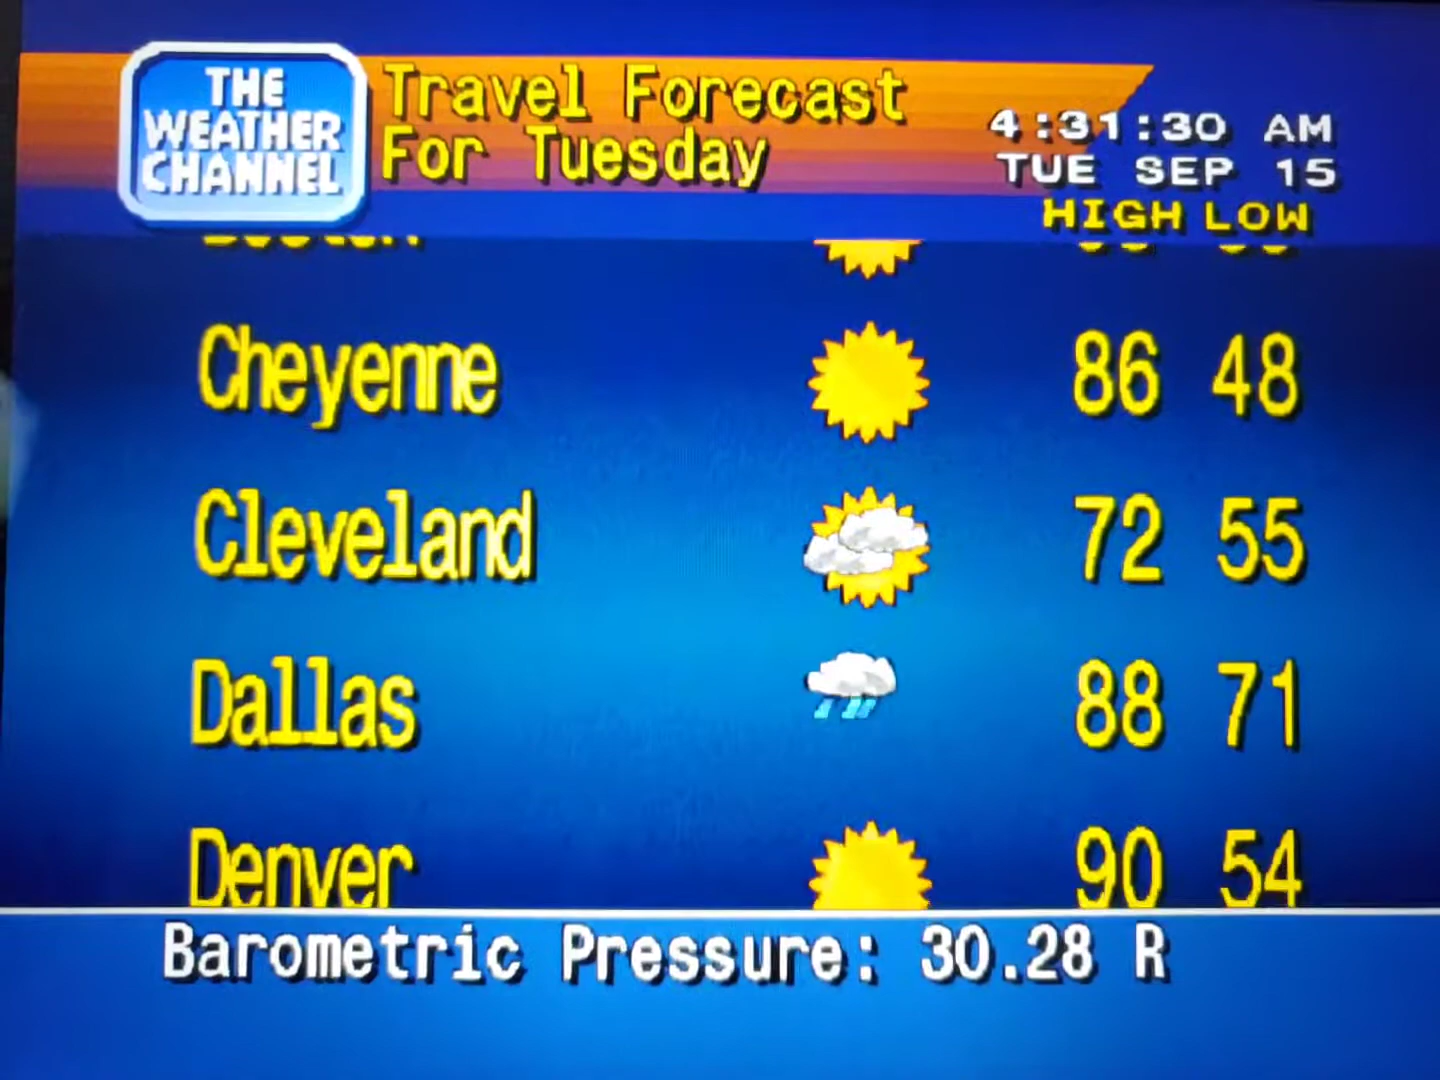 THE
WEATHER
CHANNEL
Travel Forecast
For Tuesday
4:31:30 AM
TUE SEP 15
HIGH LOW
Cheyenne 86 48
Cleveland 72 55
Dallas 88 71
Denver 90 54
Barometric Pressure: 30.28 R